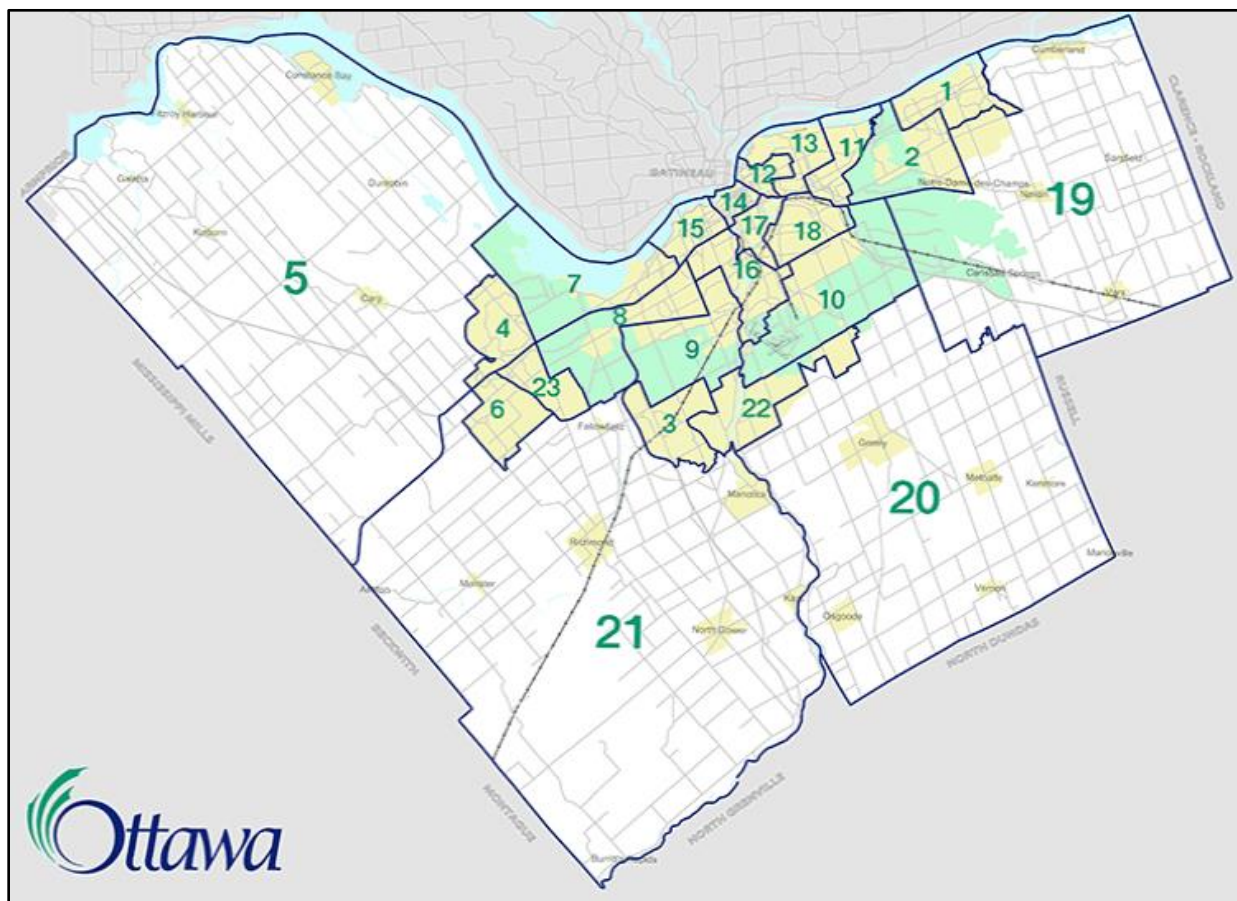 Cumberland
Constance Bay
1
CLARENCE - ROCKLAND
Fitzroy Harbour
13
11
2
ARNPRIOR
Galetta
GATINEAU
12
Sarsfield
Dunrobin
Notre-Dame-des-Champs
Navan
14
19
15
17
18
Kinburn
5
7
16
Carlsbad Springs
Carp
10
Vars
8
4
9
MISSISSIPPI MILLS
23
RUSSELL
6
22
Fallowfield
3
Greely
Metcalfe
Kenmore
Manotick
20
Richmond
Marionville
Ashton
Munster
Vernon
Kars
Osgoode
21
North Gower
BECKWITH
NORTH DUNDAS
MONTAGUE
NORTH GRENVILLE
Ottawa
Burritts Rapids